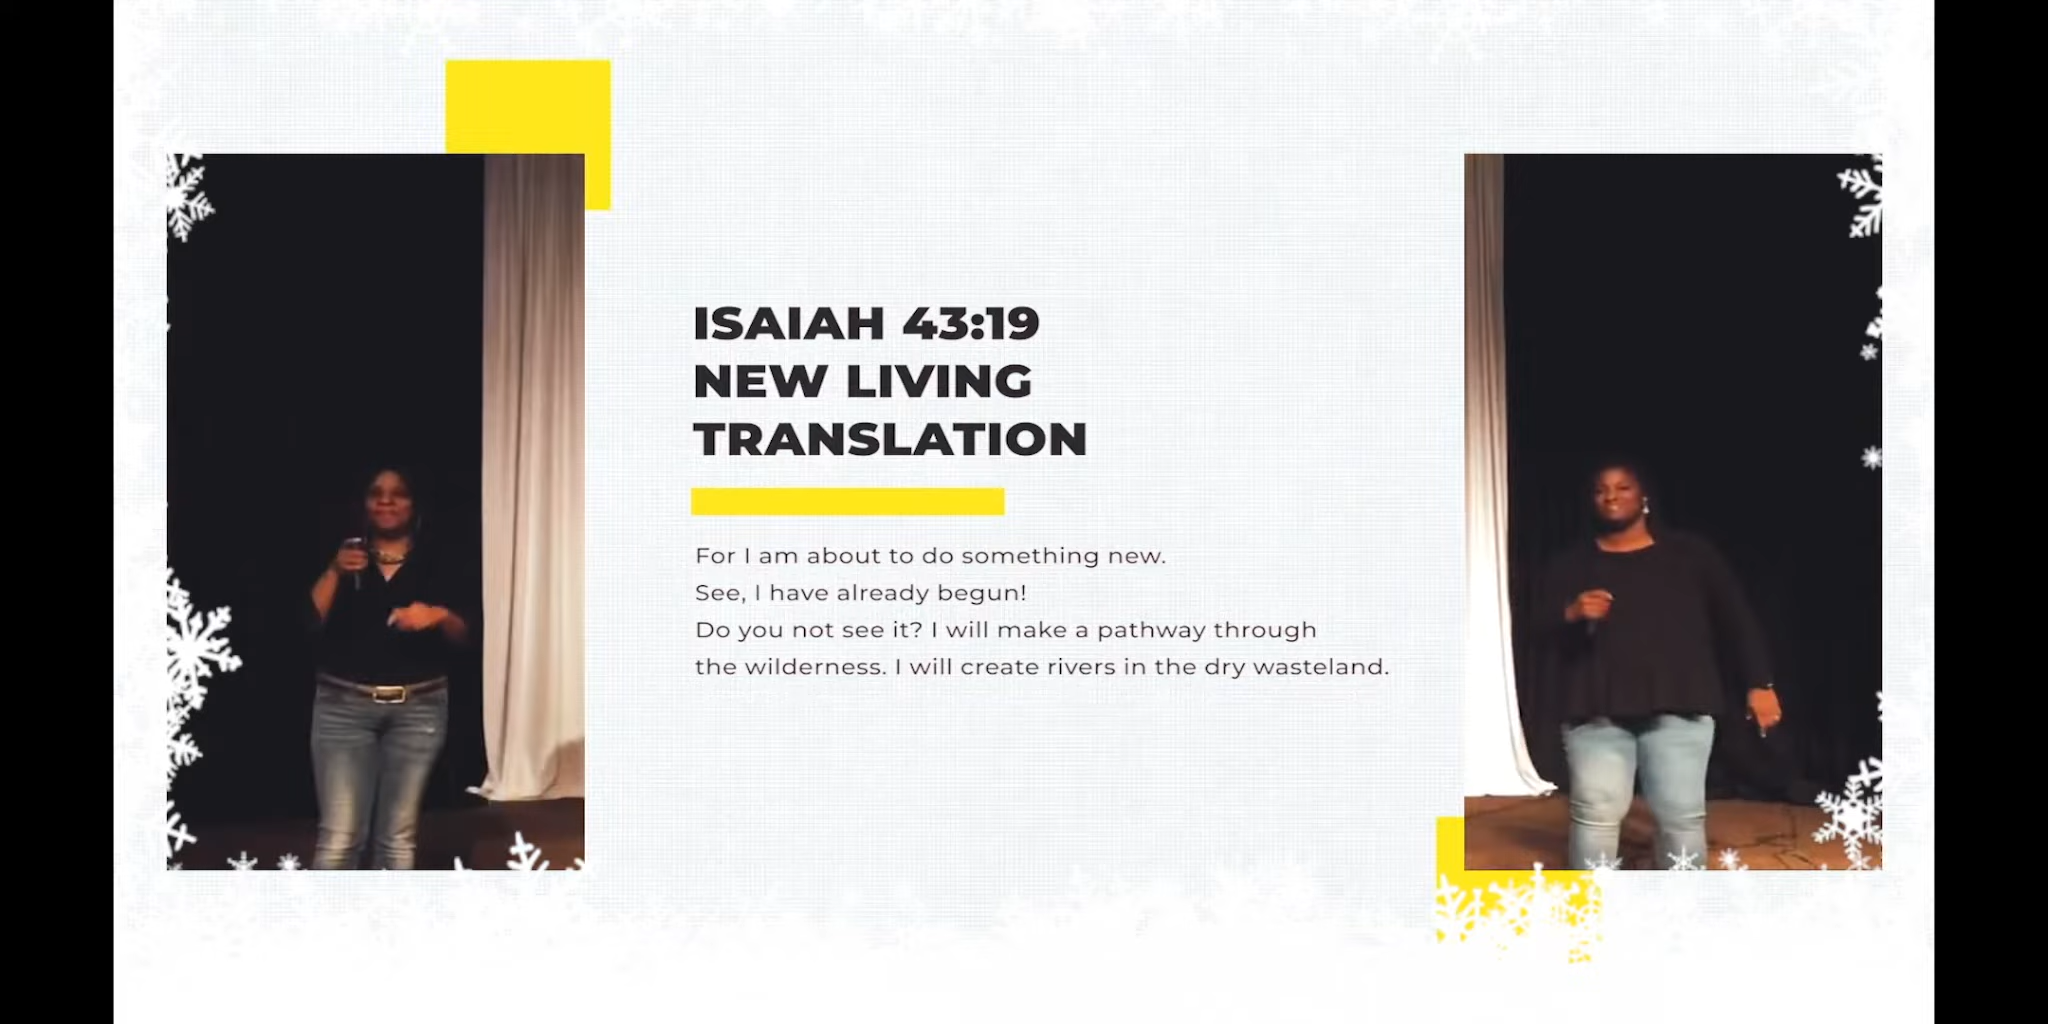 ISAIAH 43:19
NEW LIVING
TRANSLATION
For I am about to do something new.
See, I have already begun!
Do you not see it? I will make a pathway through
the wilderness. I will create rivers in the dry wasteland.